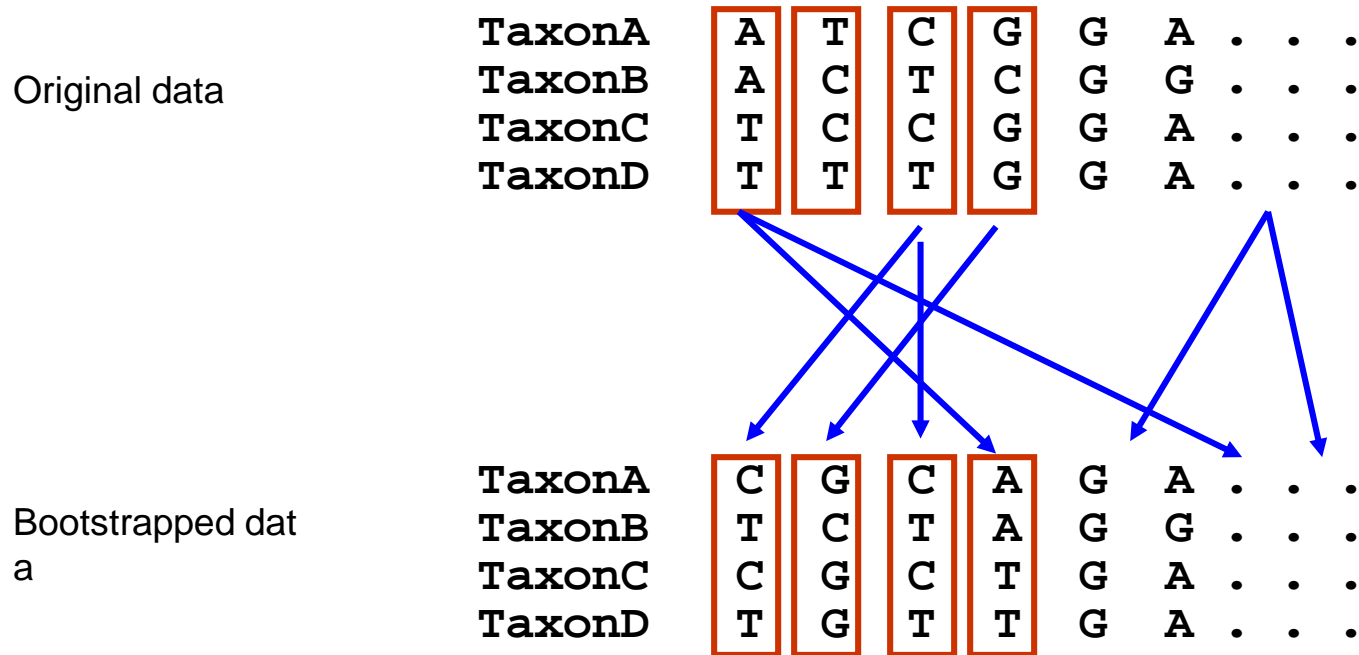 TaxonA A T C G G A . . .
Original data
TaxonB A C T C G G . . .
TaxonC T C C G G A . . .
TaxonD T T T G G A . . .
TaxonA C G C A G A . . .
Bootstrapped dat
a
TaxonB T C T A G G . . .
TaxonC C G C T G A . . .
TaxonD T G T T G A . . .